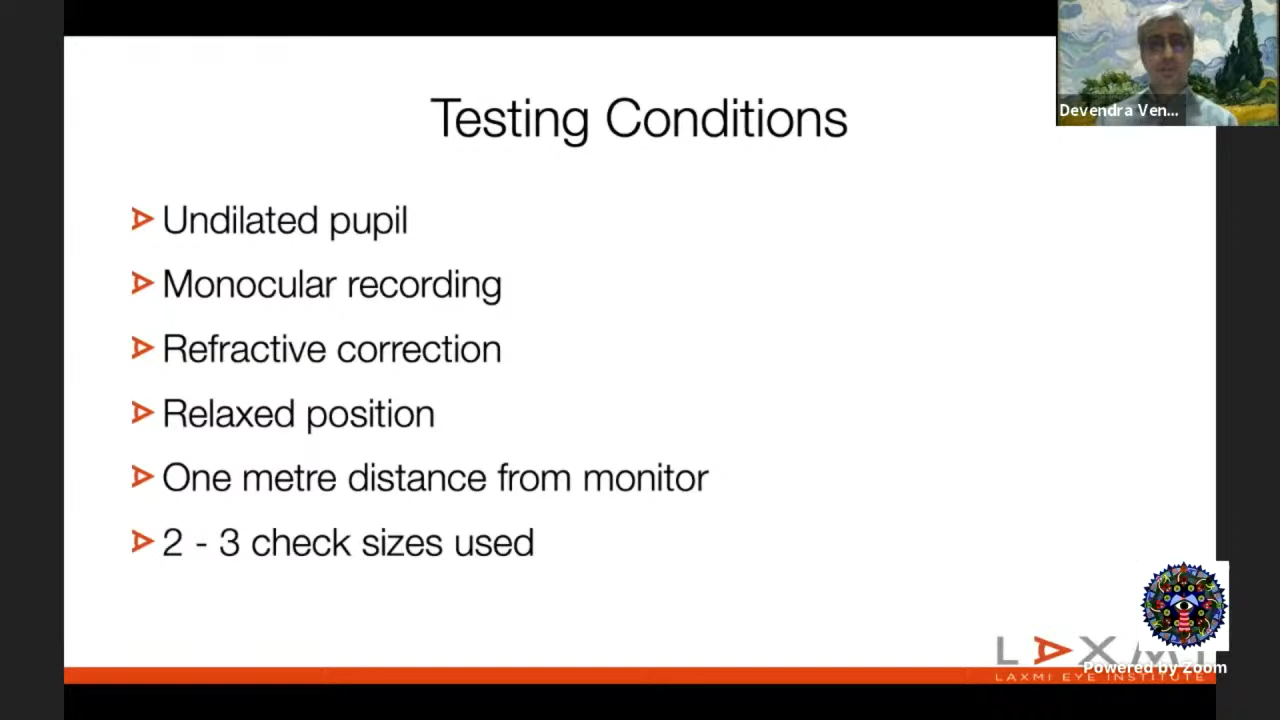 Testing Conditions
Devendra Ven...
Undilated pupil
Monocular recording
Refractive correction
Relaxed position
One metre distance from monitor
2 - 3 check sizes used
LAXMI
Powered by Zoom
LAXMI EYE INSTITUTE